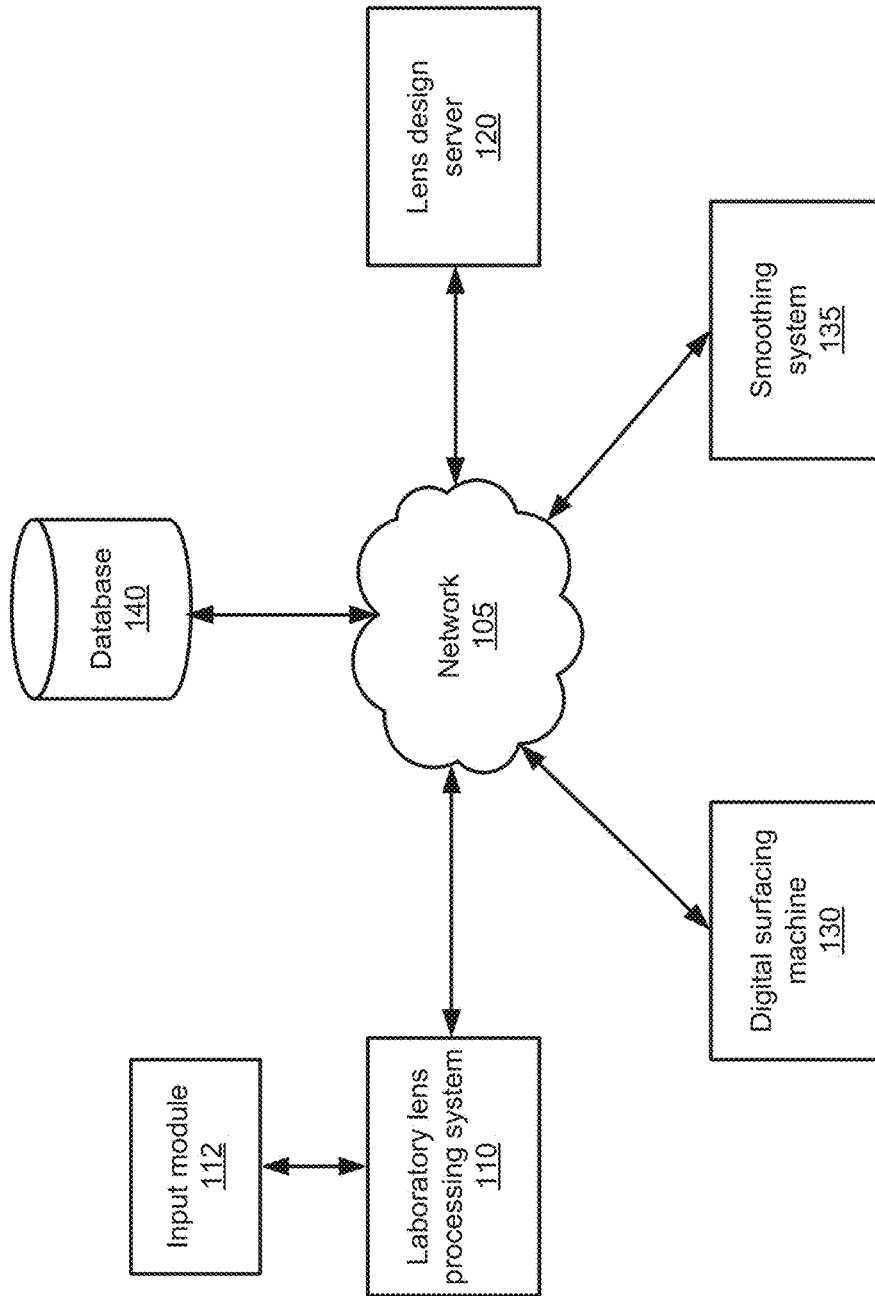 Input module
112
Database
140
Laboratory lens
processing system
110
Network
105
Lens design
server
120
Digital surfacing
machine
130
Smoothing
system
135